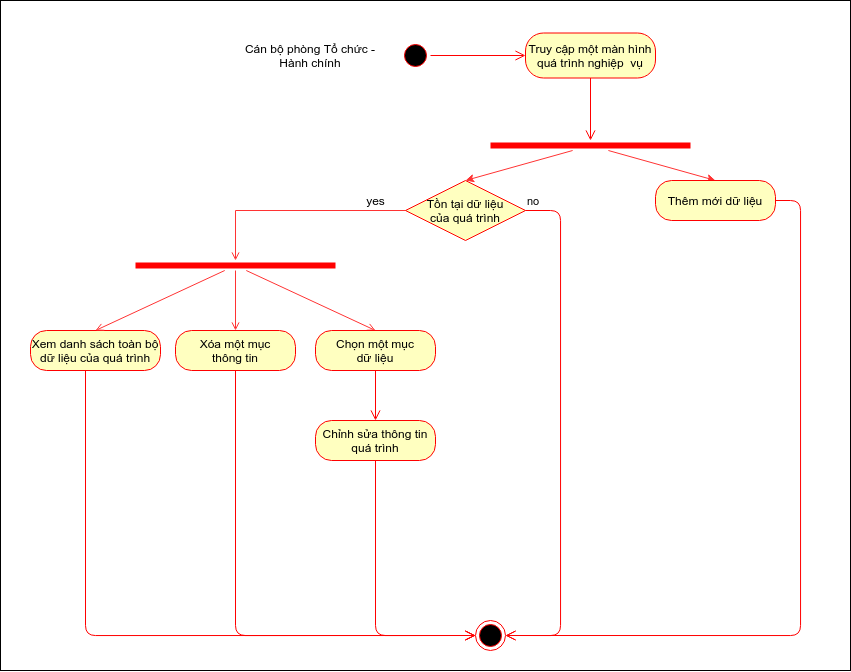 Cán bộ phòng Tổ chức -
Hành chính
Truy cập một màn hình
quá trình nghiệp vụ
Tồn tại dữ liệu
của quá trình
yes
no
Thêm mới dữ liệu
Xem danh sách toàn bộ
dữ liệu của quá trình
Xóa một mục
thông tin
Chọn một mục
dữ liệu
Chỉnh sửa thông tin
quá trình